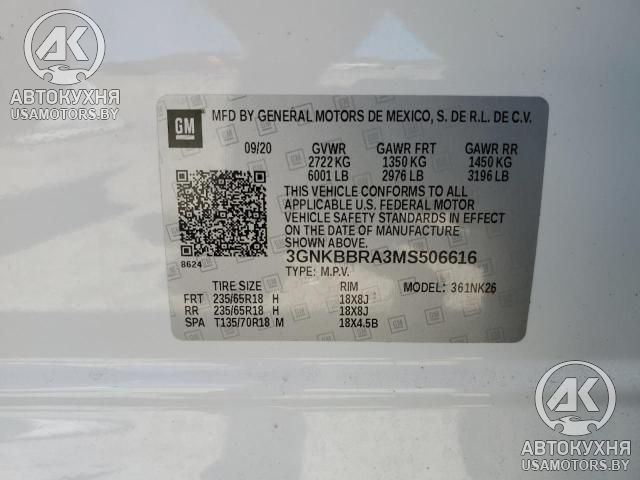 АК
АВТОКУХНЯ
USAMOTORS.BY
GM
MFD BY GENERAL MOTORS DE MEXICO, S. DE R.L. DE C.V.
09/20 GVWR GAWR FRT GAWR RR
2722 KG 1350 KG 1450 KG
6001 LB 2976 LB 3196 LB
THIS VEHICLE CONFORMS TO ALL
APPLICABLE U.S. FEDERAL MOTOR
VEHICLE SAFETY STANDARDS IN EFFECT
ON THE DATE OF MANUFACTURE
SHOWN ABOVE.
8624
3GNKBBRA3MS506616
TYPE: M.P.V.
TIRE SIZE RIM MODEL: 361NK26
FRT 235/65R18 H 18X8J
RR 235/65R18 H 18X8J
SPA T135/70R18 M 18X4.5B
АК
АВТОКУХНЯ
USAMOTORS.BY